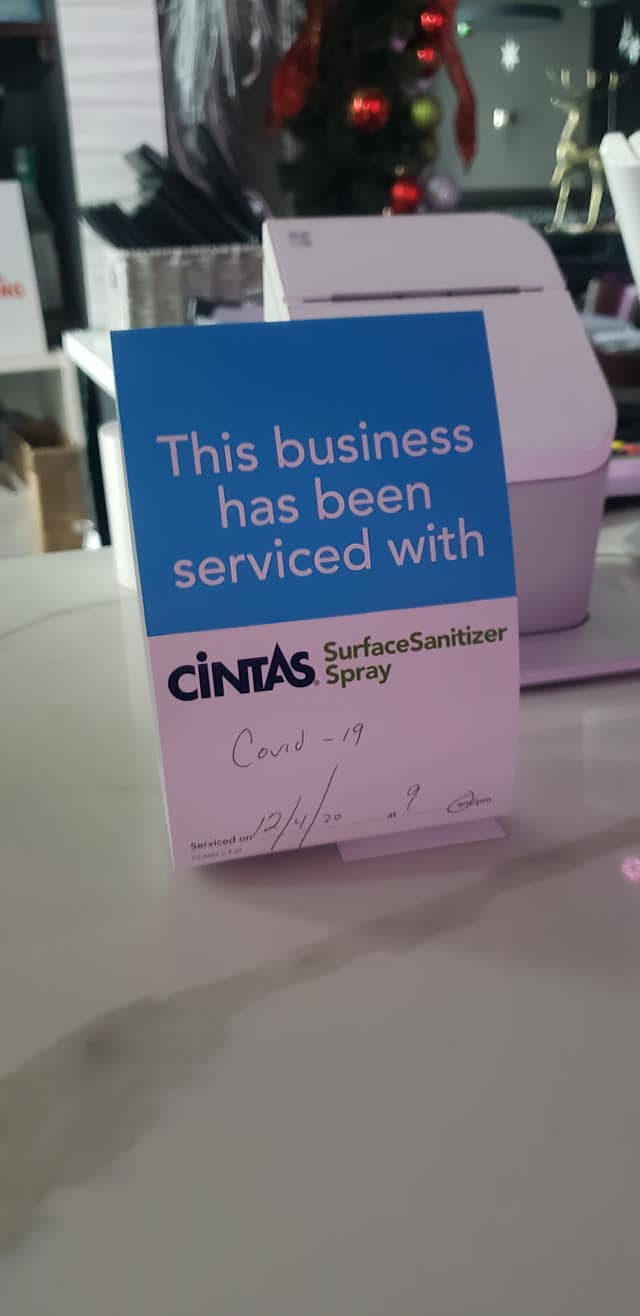 This business
has been
serviced with
CINTAS SurfaceSanitizer
Spray
Covid - 19
Serviced on 12/4/20 at 9 am pm